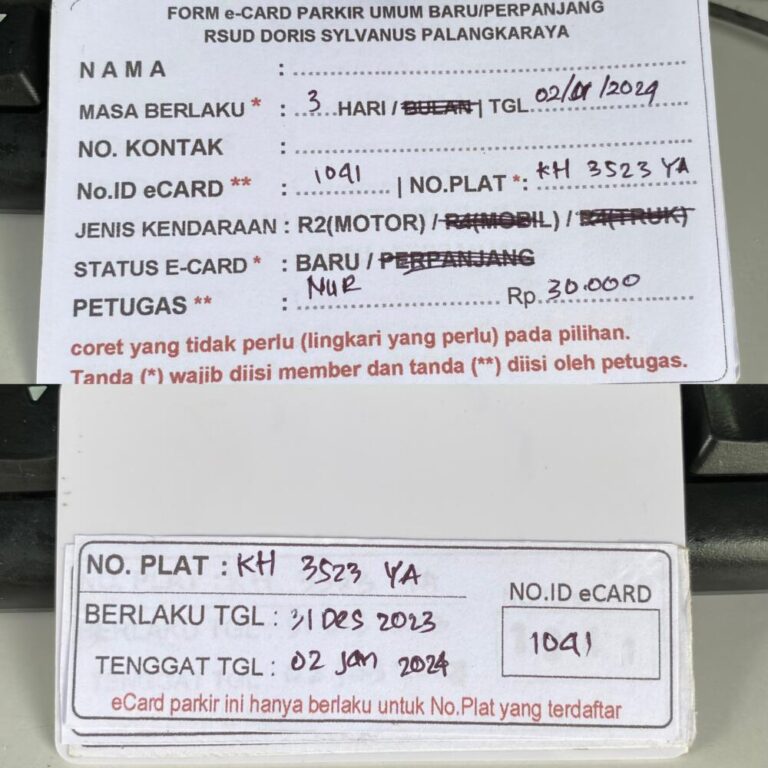 FORM e-CARD PARKIR UMUM BARU/PERPANJANG
RSUD DORIS SYLVANUS PALANGKARAYA
NAMA :
MASA BERLAKU * : 3 HARI / BULAN | TGL 02/01/2024
NO. KONTAK :
No.ID eCARD ** : 1041 | NO.PLAT *: KH 3523 YA
JENIS KENDARAAN : R2(MOTOR) / R4(MOBIL) / R4(TRUK)
STATUS E-CARD * : BARU / PERPANJANG
PETUGAS ** : NUR Rp. 30.000
coret yang tidak perlu (lingkari yang perlu) pada pilihan.
Tanda (*) wajib diisi member dan tanda (**) diisi oleh petugas.
NO. PLAT : KH 3523 YA
BERLAKU TGL : 31 Des 2023
TENGGAT TGL : 02 Jan 2024
NO.ID eCARD
1041
eCard parkir ini hanya berlaku untuk No.Plat yang terdaftar